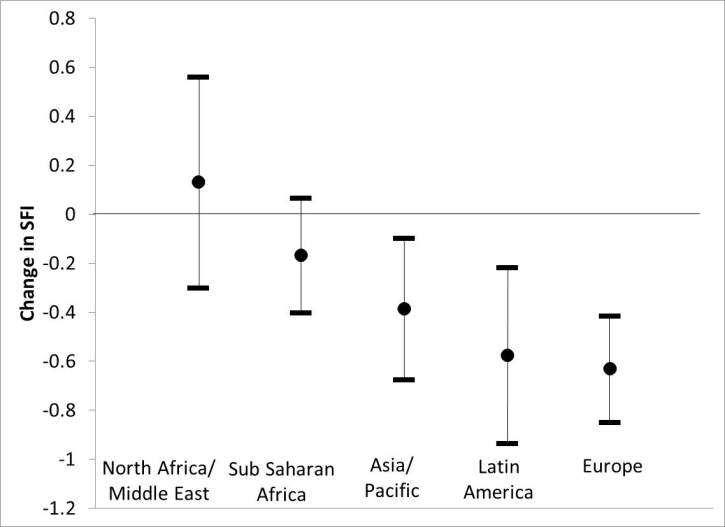 0.8
0.6
0.4
0.2
0
-0.2
-0.4
-0.6
-0.8
-1
-1.2
Change in SFI
North Africa/
Middle East
Sub Saharan
Africa
Asia/
Pacific
Latin
America
Europe